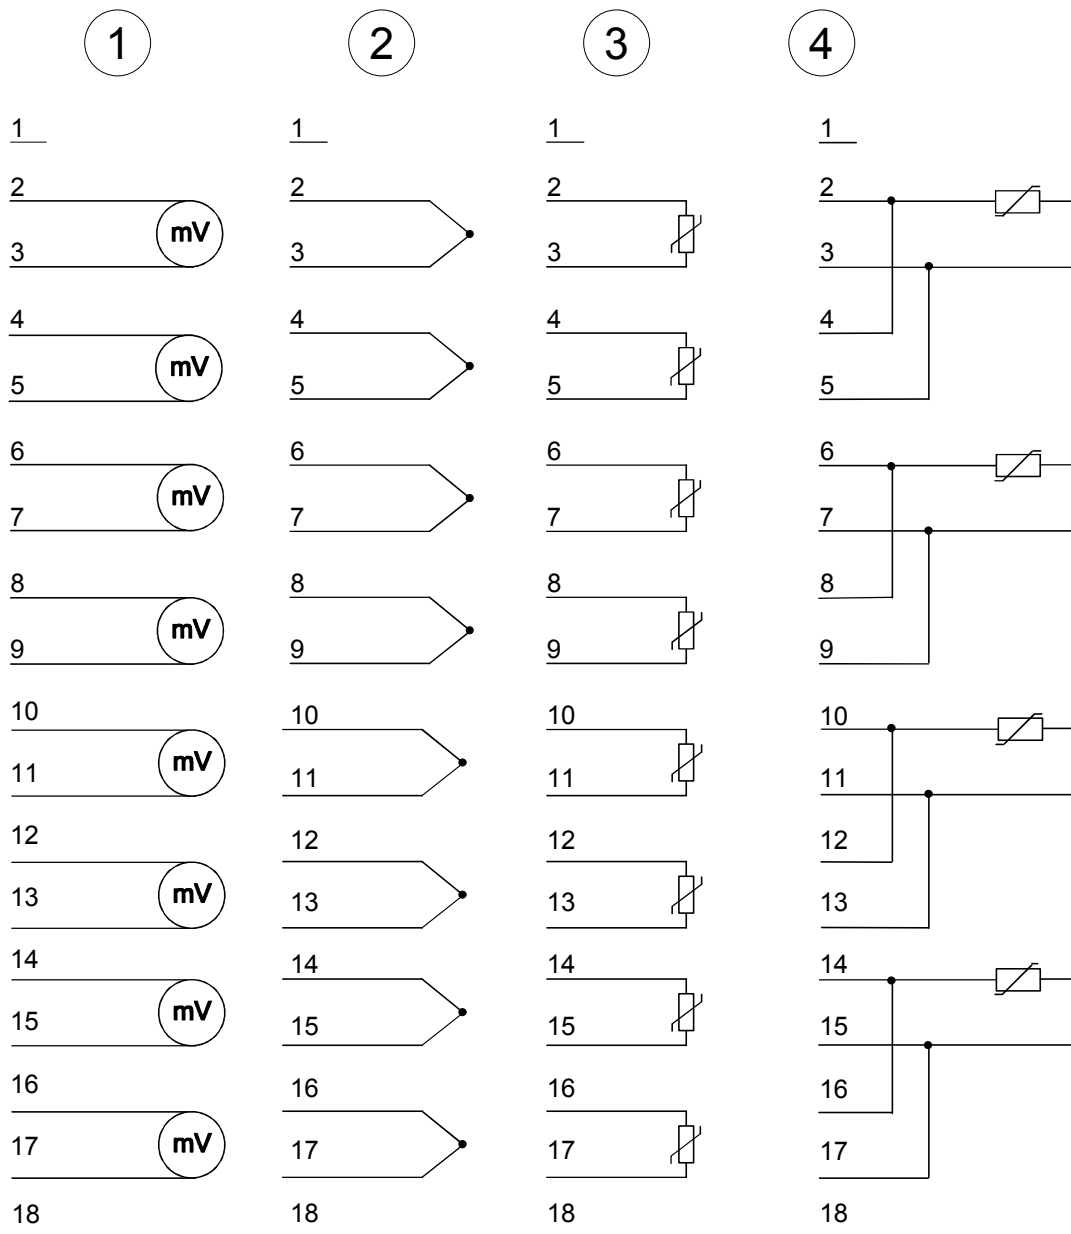 1 2 3 4
1 1 1 1
2 2 2 2
mV
3 3 3 3
4 4 4 4
mV
5 5 5 5
6 6 6 6
mV
7 7 7 7
8 8 8 8
mV
9 9 9 9
10 10 10 10
mV
11 11 11 11
12 12 12 12
mV
13 13 13 13
14 14 14 14
mV
15 15 15 15
16 16 16 16
mV
17 17 17 17
18 18 18 18